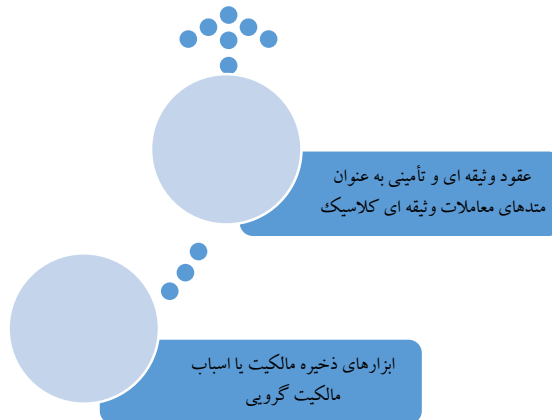 عقود وثیقه ای و تأمینی به عنوان
متدهای معاملات وثیقه ای کلاسیک
ابزارهای ذخیره مالکیت یا اسباب
مالکیت گرویی